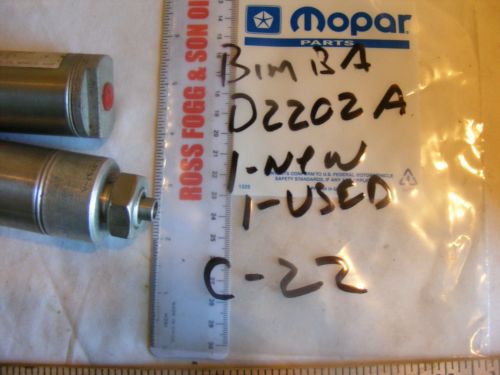 Mopar
PARTS
ROSS FOGG & SON OI
BIMBA
D2202A
1-NEW
1-USED
C-22